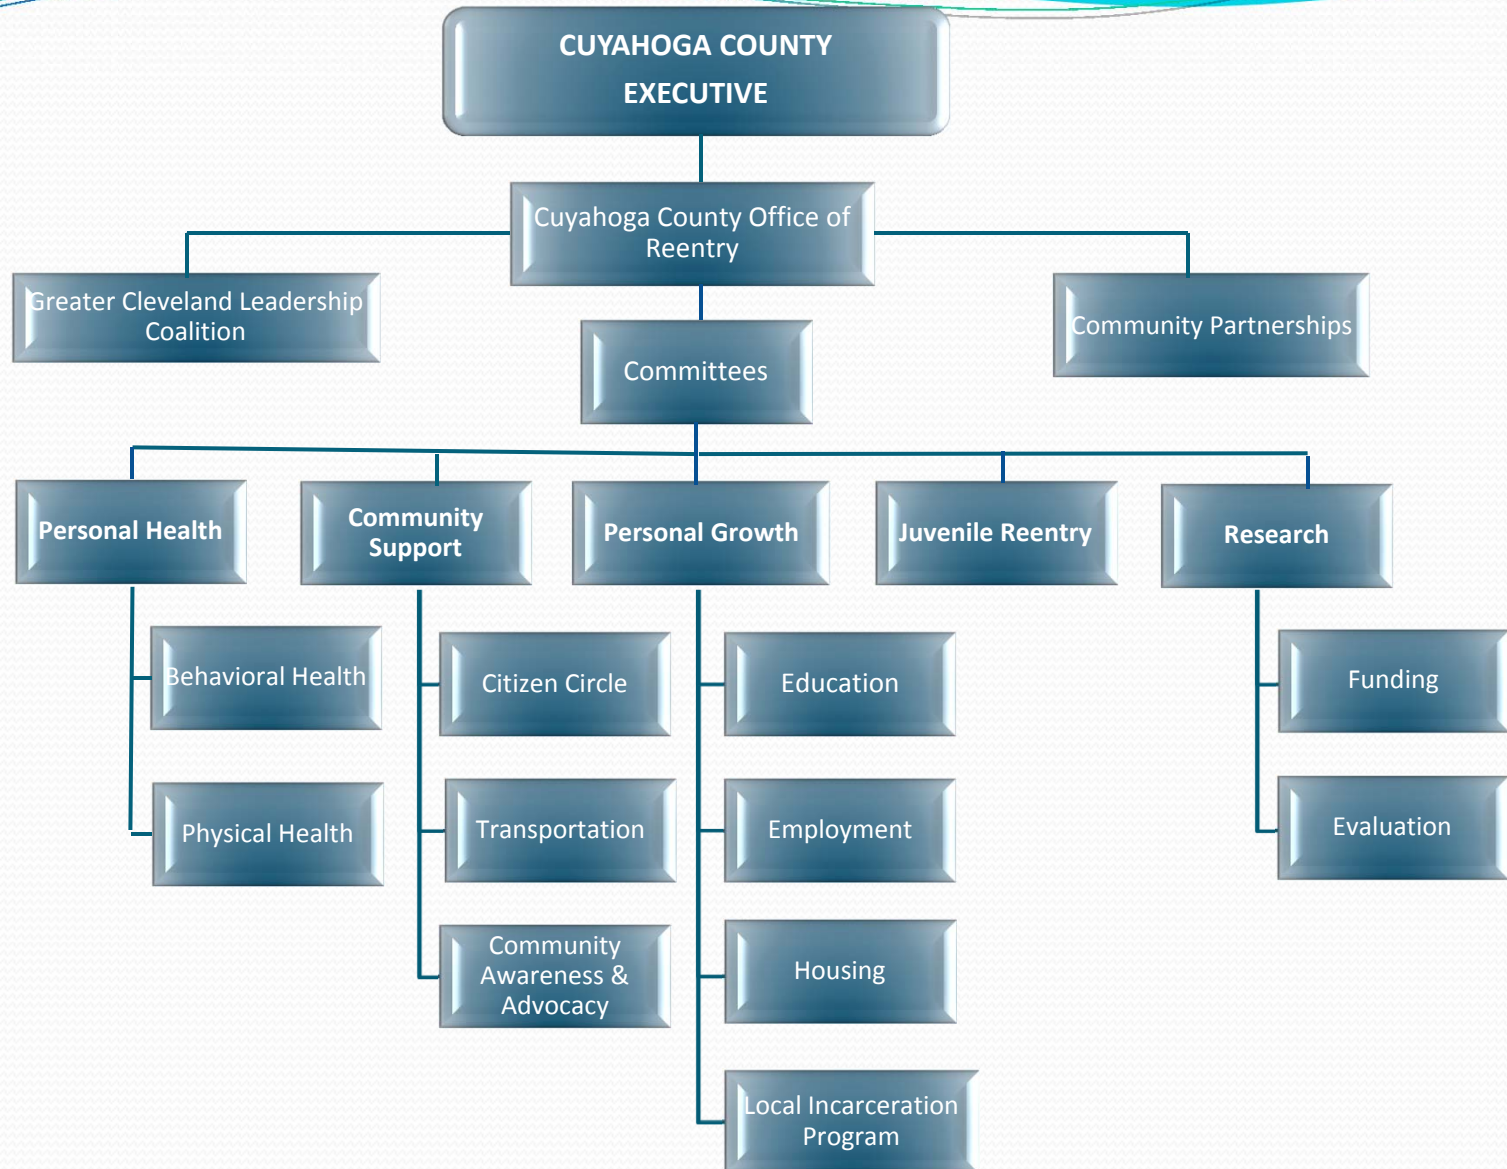 CUYAHOGA COUNTY
EXECUTIVE
Cuyahoga County Office of
Reentry
Greater Cleveland Leadership
Coalition
Community Partnerships
Committees
Personal Health
Community
Support
Personal Growth
Juvenile Reentry
Research
Behavioral Health
Citizen Circle
Education
Funding
Physical Health
Transportation
Employment
Evaluation
Community
Awareness &
Advocacy
Housing
Local Incarceration
Program